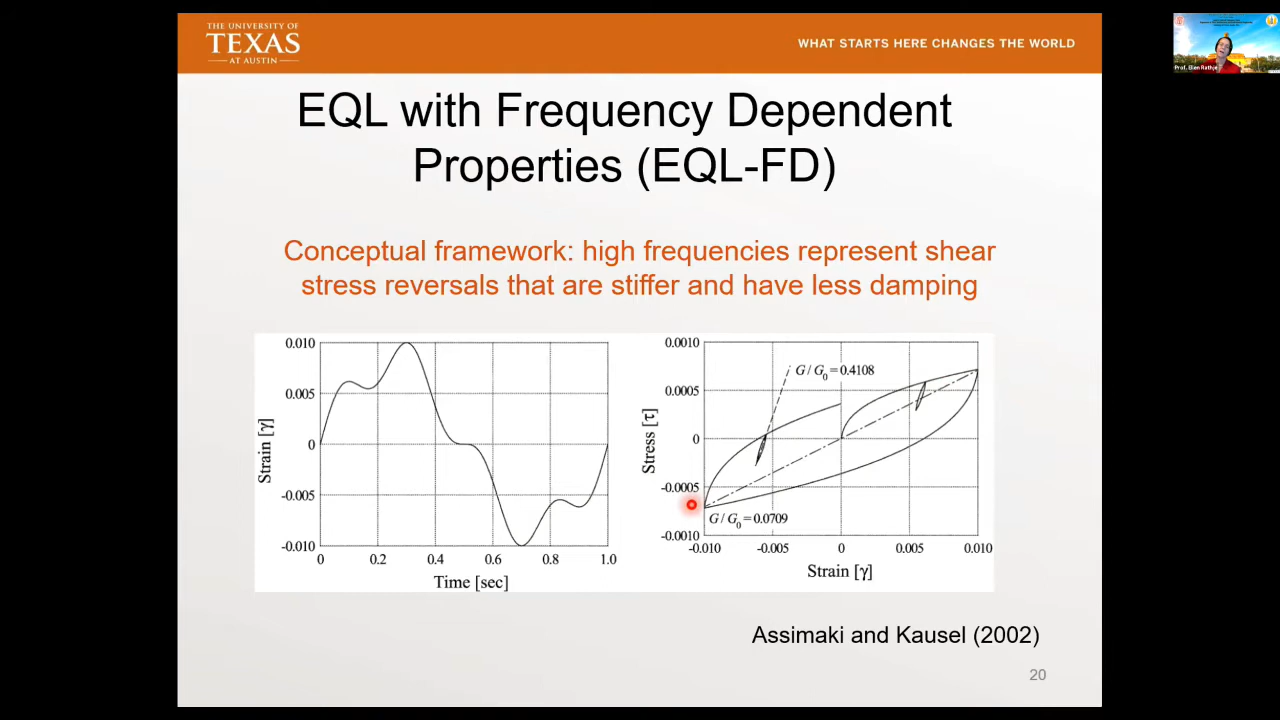 THE UNIVERSITY OF
TEXAS
AT AUSTIN
WHAT STARTS HERE CHANGES THE WORLD
Prof. Ellen Rathje
EQL with Frequency Dependent
Properties (EQL-FD)
Conceptual framework: high frequencies represent shear
stress reversals that are stiffer and have less damping
0.010
0.005
0
-0.005
-0.010
Strain [γ]
0 0.2 0.4 0.6 0.8 1.0
Time [sec]
0.0010
0.0005
0
-0.0005
-0.0010
Stress [τ]
G/G₀=0.4108
G/G₀=0.0709
-0.010 -0.005 0 0.005 0.010
Strain [γ]
Assimaki and Kausel (2002)
20